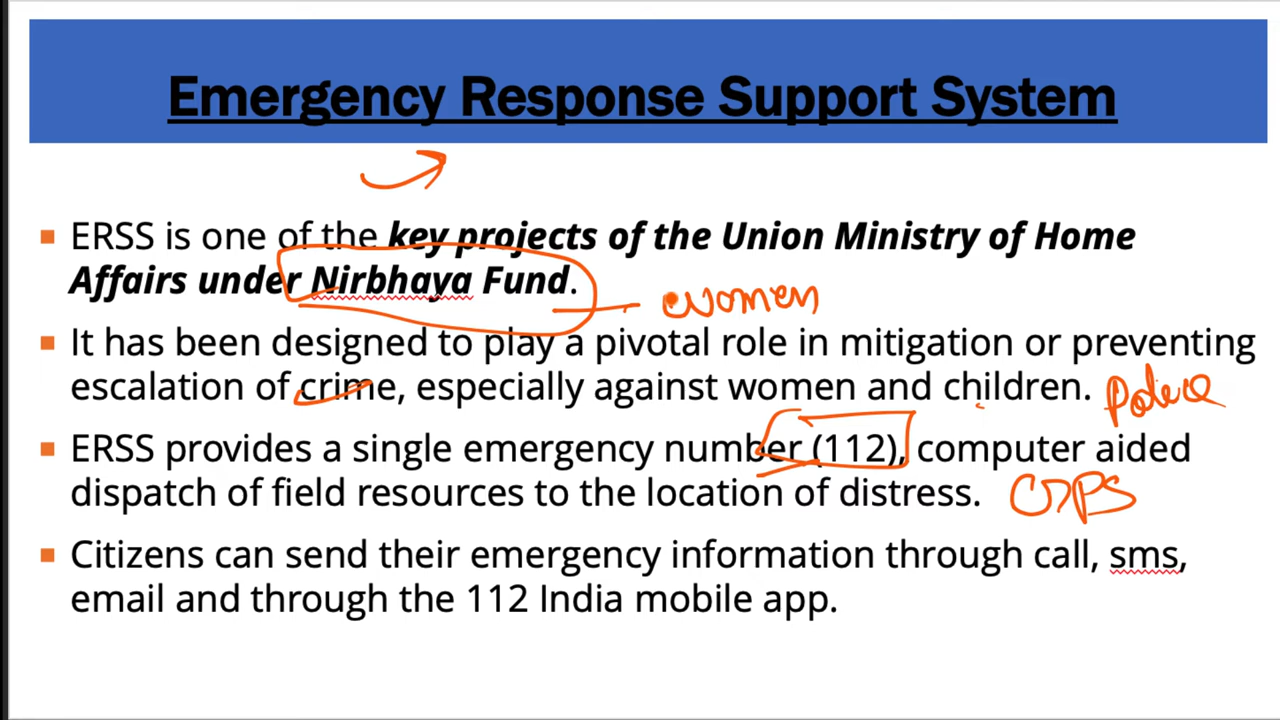 Emergency Response Support System
ERSS is one of the key projects of the Union Ministry of Home
Affairs under Nirbhaya Fund.
women
It has been designed to play a pivotal role in mitigation or preventing
escalation of crime, especially against women and children.
Police
ERSS provides a single emergency number (112), computer aided
dispatch of field resources to the location of distress.
GPS
Citizens can send their emergency information through call, sms,
email and through the 112 India mobile app.